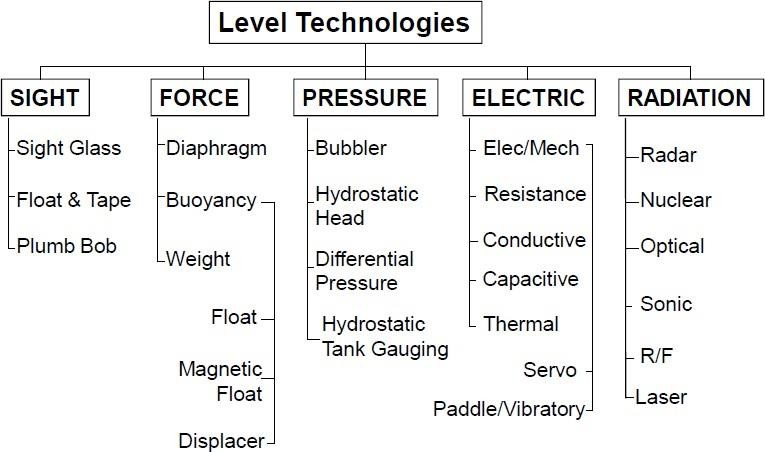 Level Technologies
SIGHT
FORCE
PRESSURE
ELECTRIC
RADIATION
Sight Glass
Float & Tape
Plumb Bob
Diaphragm
Buoyancy
Weight
Float
Magnetic
Float
Displacer
Bubbler
Hydrostatic
Head
Differential
Pressure
Hydrostatic
Tank Gauging
Elec/Mech
Resistance
Conductive
Capacitive
Thermal
Servo
Paddle/Vibratory
Radar
Nuclear
Optical
Sonic
R/F
Laser